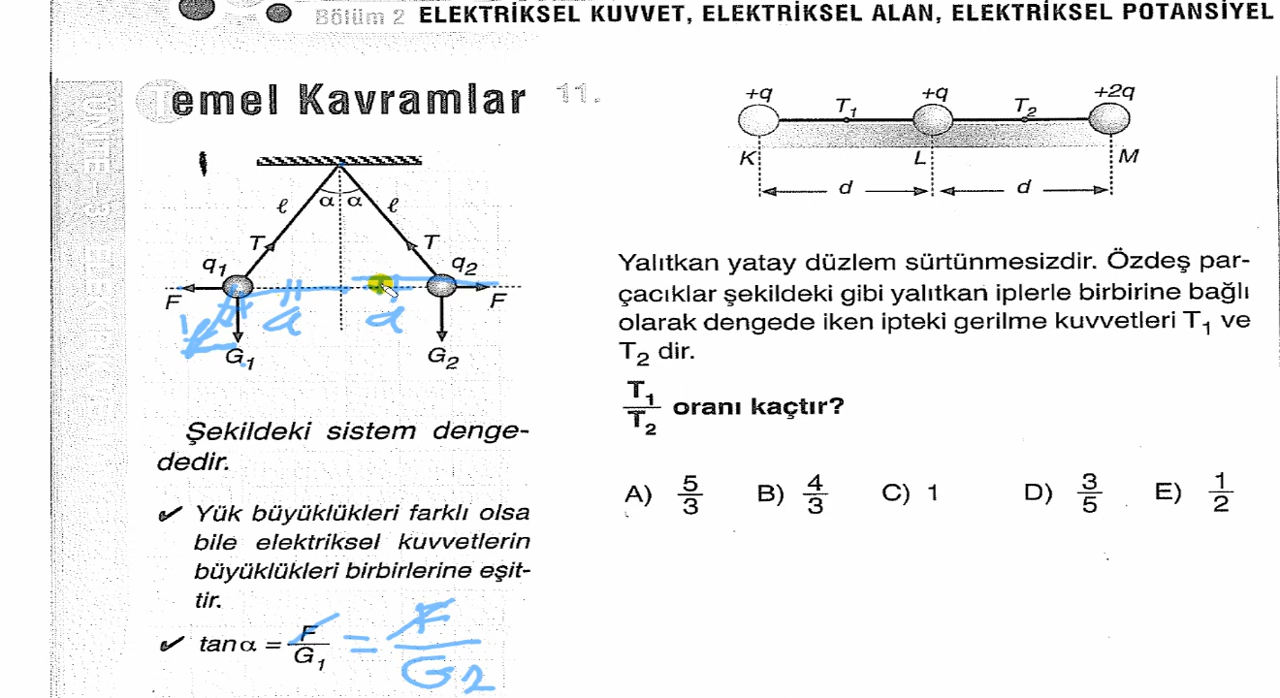 Bölüm 2 ELEKTRİKSEL KUVVET, ELEKTRİKSEL ALAN, ELEKTRİKSEL POTANSİYEL
ÜNİTE – 3 ELEKTRİK
Temel Kavramlar
α α
ℓ ℓ
T T
q1 q2
F F
d d
G1 G2
Şekildeki sistem denge-
dedir.
✔ Yük büyüklükleri farklı olsa
bile elektriksel kuvvetlerin
büyüklükleri birbirlerine eşit-
tir.
✔ tanα = F/G1 = F/G2
11.
+q +q +2q
T1 T2
K L M
d d
Yalıtkan yatay düzlem sürtünmesizdir. Özdeş par-
çacıklar şekildeki gibi yalıtkan iplerle birbirine bağlı
olarak dengede iken ipteki gerilme kuvvetleri T1 ve
T2 dir.
T1/T2 oranı kaçtır?
A) 5/3 B) 4/3 C) 1 D) 3/5 E) 1/2